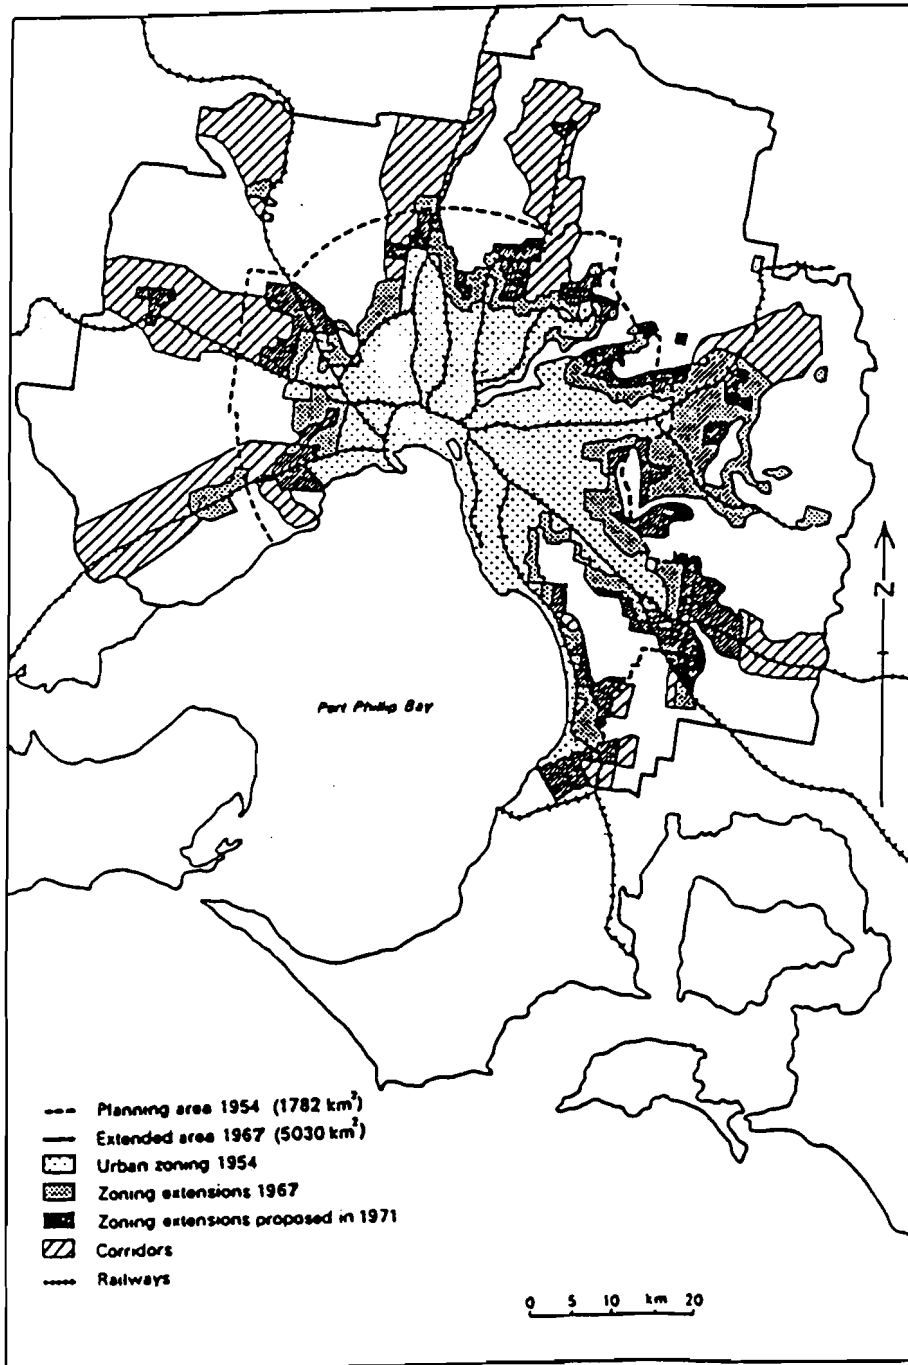 N
Port Phillip Bay
Planning area 1954 (1782 km²)
Extended area 1967 (5030 km²)
Urban zoning 1954
Zoning extensions 1967
Zoning extensions proposed in 1971
Corridors
Railways
0 5 10 km 20